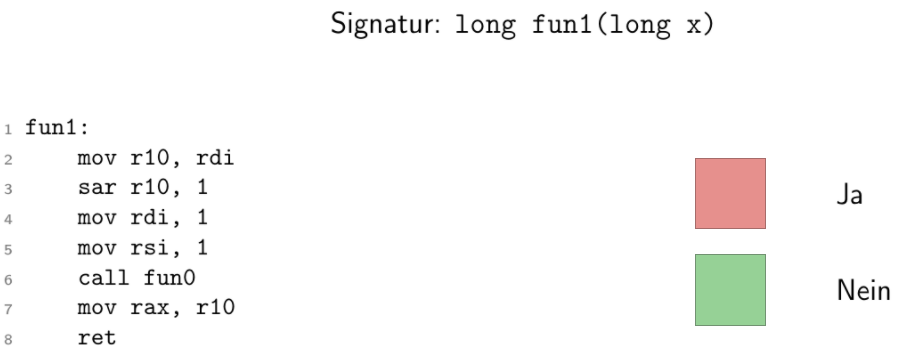 Signatur: long fun1(long x)
1 fun1:
2 mov r10, rdi
3 sar r10, 1
4 mov rdi, 1
5 mov rsi, 1
6 call fun0
7 mov rax, r10
8 ret
Ja
Nein